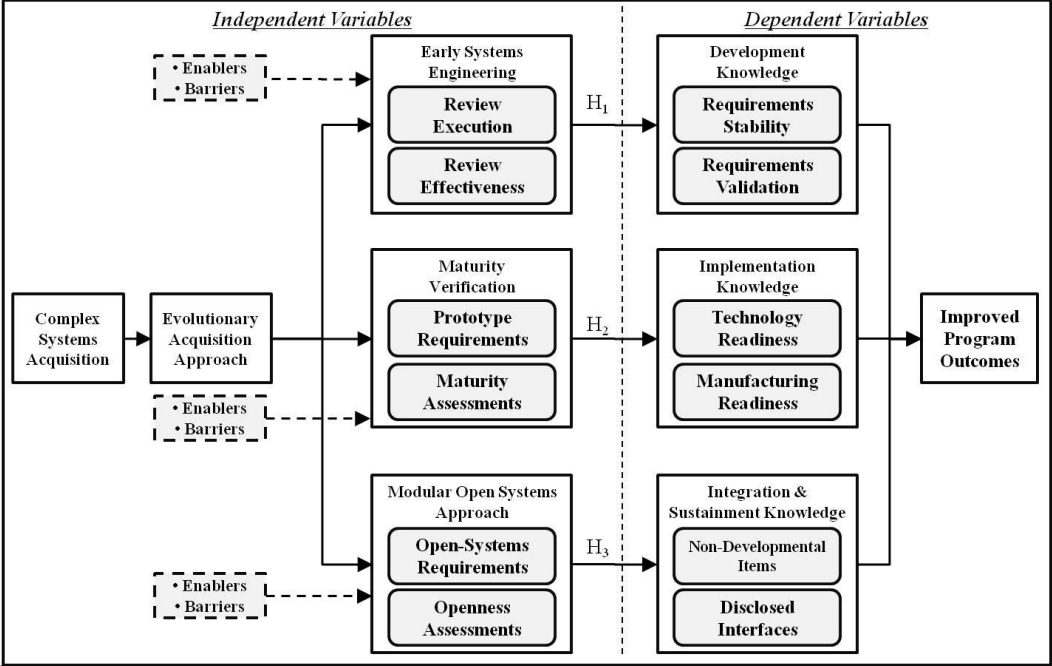 Independent Variables
Dependent Variables
• Enablers
• Barriers
Early Systems
Engineering
Review
Execution
Review
Effectiveness
H₁
Development
Knowledge
Requirements
Stability
Requirements
Validation
Complex
Systems
Acquisition
Evolutionary
Acquisition
Approach
• Enablers
• Barriers
Maturity
Verification
Prototype
Requirements
Maturity
Assessments
H₂
Implementation
Knowledge
Technology
Readiness
Manufacturing
Readiness
Improved
Program
Outcomes
• Enablers
• Barriers
Modular Open Systems
Approach
Open-Systems
Requirements
Openness
Assessments
H₃
Integration &
Sustainment Knowledge
Non-Developmental
Items
Disclosed
Interfaces